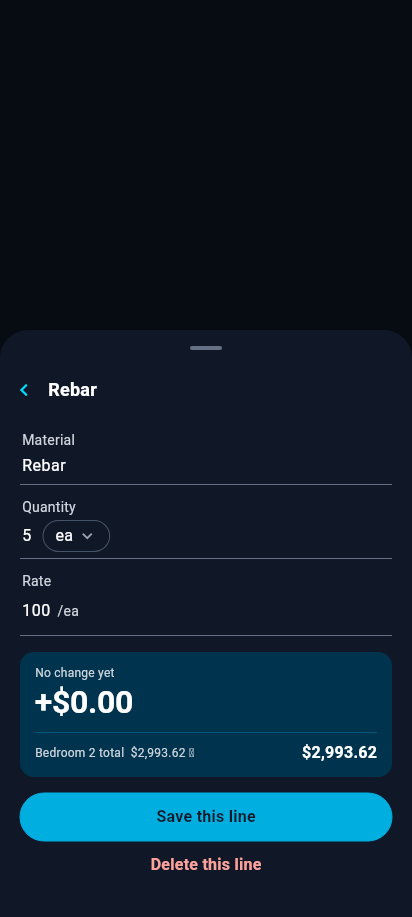 Rebar
Material
Rebar
Quantity
5 ea
Rate
100 /ea
No change yet
+$0.00
Bedroom 2 total $2,993.62
$2,993.62
Save this line
Delete this line